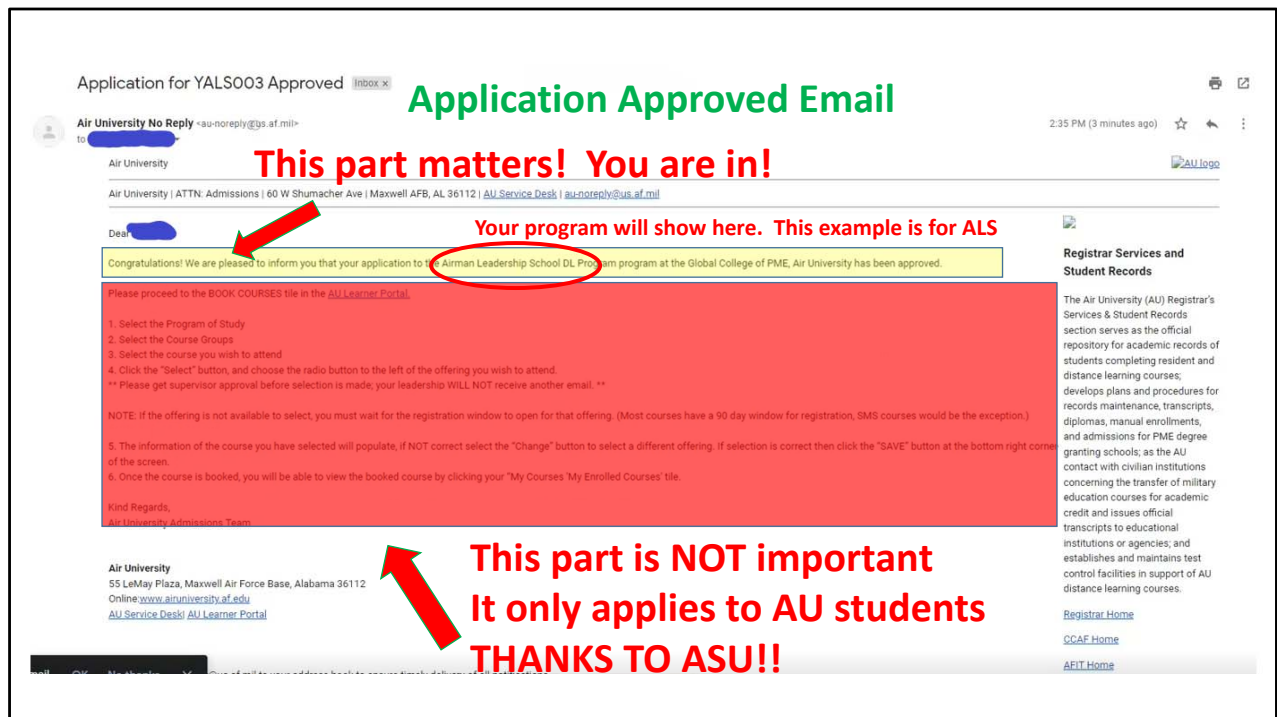 Application for YALS003 Approved Inbox x
Application Approved Email
Air University No Reply <au-noreply@us.af.mil>
2:35 PM (3 minutes ago)
to
Air University
This part matters! You are in!
AU logo
Air University | ATTN: Admissions | 60 W Shumacher Ave | Maxwell AFB, AL 36112 | AU Service Desk | au-noreply@us.af.mil
Dear
Your program will show here. This example is for ALS
Congratulations! We are pleased to inform you that your application to the Airman Leadership School DL Program program at the Global College of PME, Air University has been approved.
Please proceed to the BOOK COURSES tile in the AU Learner Portal.
1. Select the Program of Study
2. Select the Course Groups
3. Select the course you wish to attend
4. Click the "Select" button, and choose the radio button to the left of the offering you wish to attend.
** Please get supervisor approval before selection is made; your leadership WILL NOT receive another email. **
NOTE: If the offering is not available to select, you must wait for the registration window to open for that offering. (Most courses have a 90 day window for registration, SMS courses would be the exception.)
5. The information of the course you have selected will populate, if NOT correct select the "Change" button to select a different offering. If selection is correct then click the "SAVE" button at the bottom right corner
of the screen.
6. Once the course is booked, you will be able to view the booked course by clicking your "My Courses 'My Enrolled Courses' tile.
Kind Regards,
Air University Admissions Team
This part is NOT important
It only applies to AU students
THANKS TO ASU!!
Air University
55 LeMay Plaza, Maxwell Air Force Base, Alabama 36112
Online:www.airuniversity.af.edu
AU Service Desk| AU Learner Portal
Registrar Services and
Student Records
The Air University (AU) Registrar's
Services & Student Records
section serves as the official
repository for academic records of
students completing resident and
distance learning courses;
develops plans and procedures for
records maintenance, transcripts,
diplomas, manual enrollments,
and admissions for PME degree
granting schools; as the AU
contact with civilian institutions
concerning the transfer of military
education courses for academic
credit and issues official
transcripts to educational
institutions or agencies; and
establishes and maintains test
control facilities in support of AU
distance learning courses.
Registrar Home
CCAF Home
AFIT Home